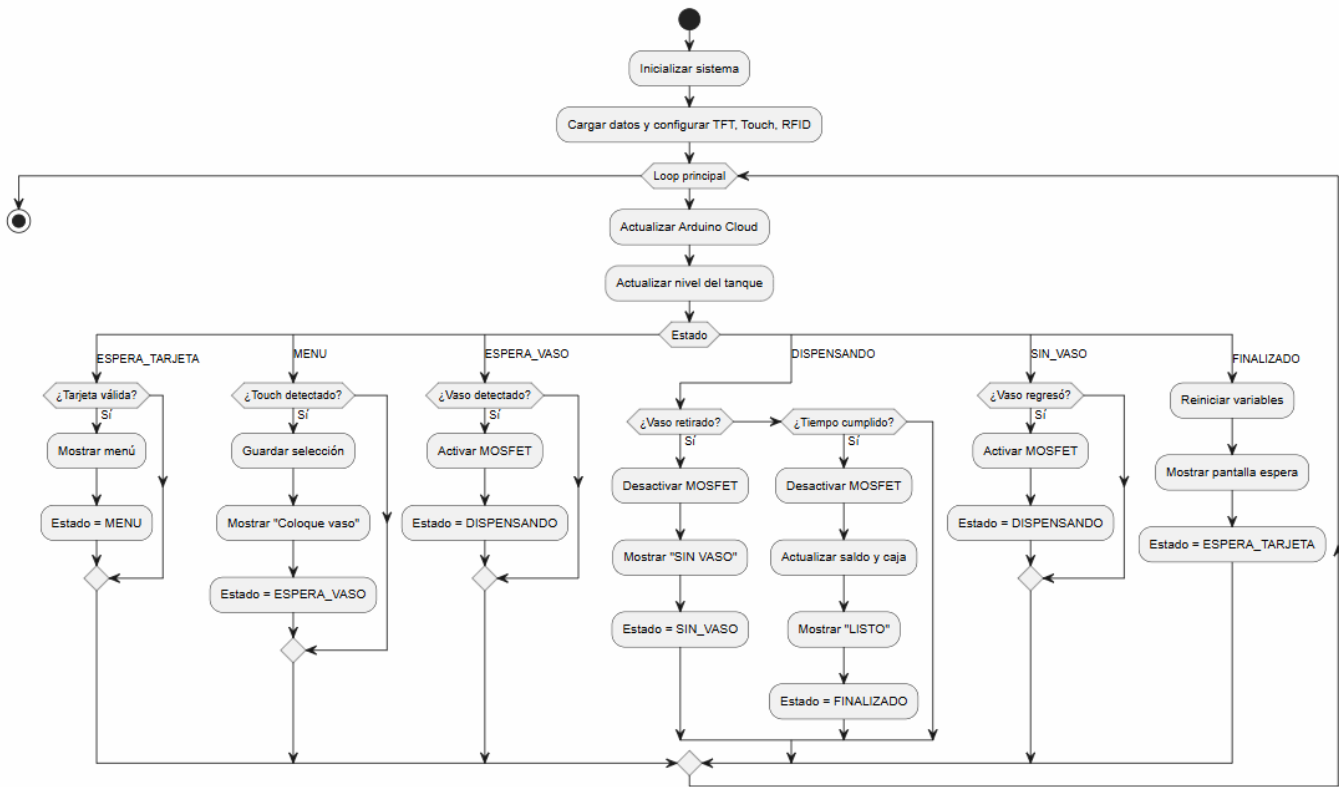 Inicializar sistema
Cargar datos y configurar TFT, Touch, RFID
Loop principal
Actualizar Arduino Cloud
Actualizar nivel del tanque
Estado
ESPERA_TARJETA
¿Tarjeta válida?
Sí
Mostrar menú
Estado = MENU
MENU
¿Touch detectado?
Sí
Guardar selección
Mostrar "Coloque vaso"
Estado = ESPERA_VASO
ESPERA_VASO
¿Vaso detectado?
Sí
Activar MOSFET
Estado = DISPENSANDO
DISPENSANDO
¿Vaso retirado?
Sí
Desactivar MOSFET
Mostrar "SIN VASO"
Estado = SIN_VASO
¿Tiempo cumplido?
Sí
Desactivar MOSFET
Actualizar saldo y caja
Mostrar "LISTO"
Estado = FINALIZADO
SIN_VASO
¿Vaso regresó?
Sí
Activar MOSFET
Estado = DISPENSANDO
FINALIZADO
Reiniciar variables
Mostrar pantalla espera
Estado = ESPERA_TARJETA